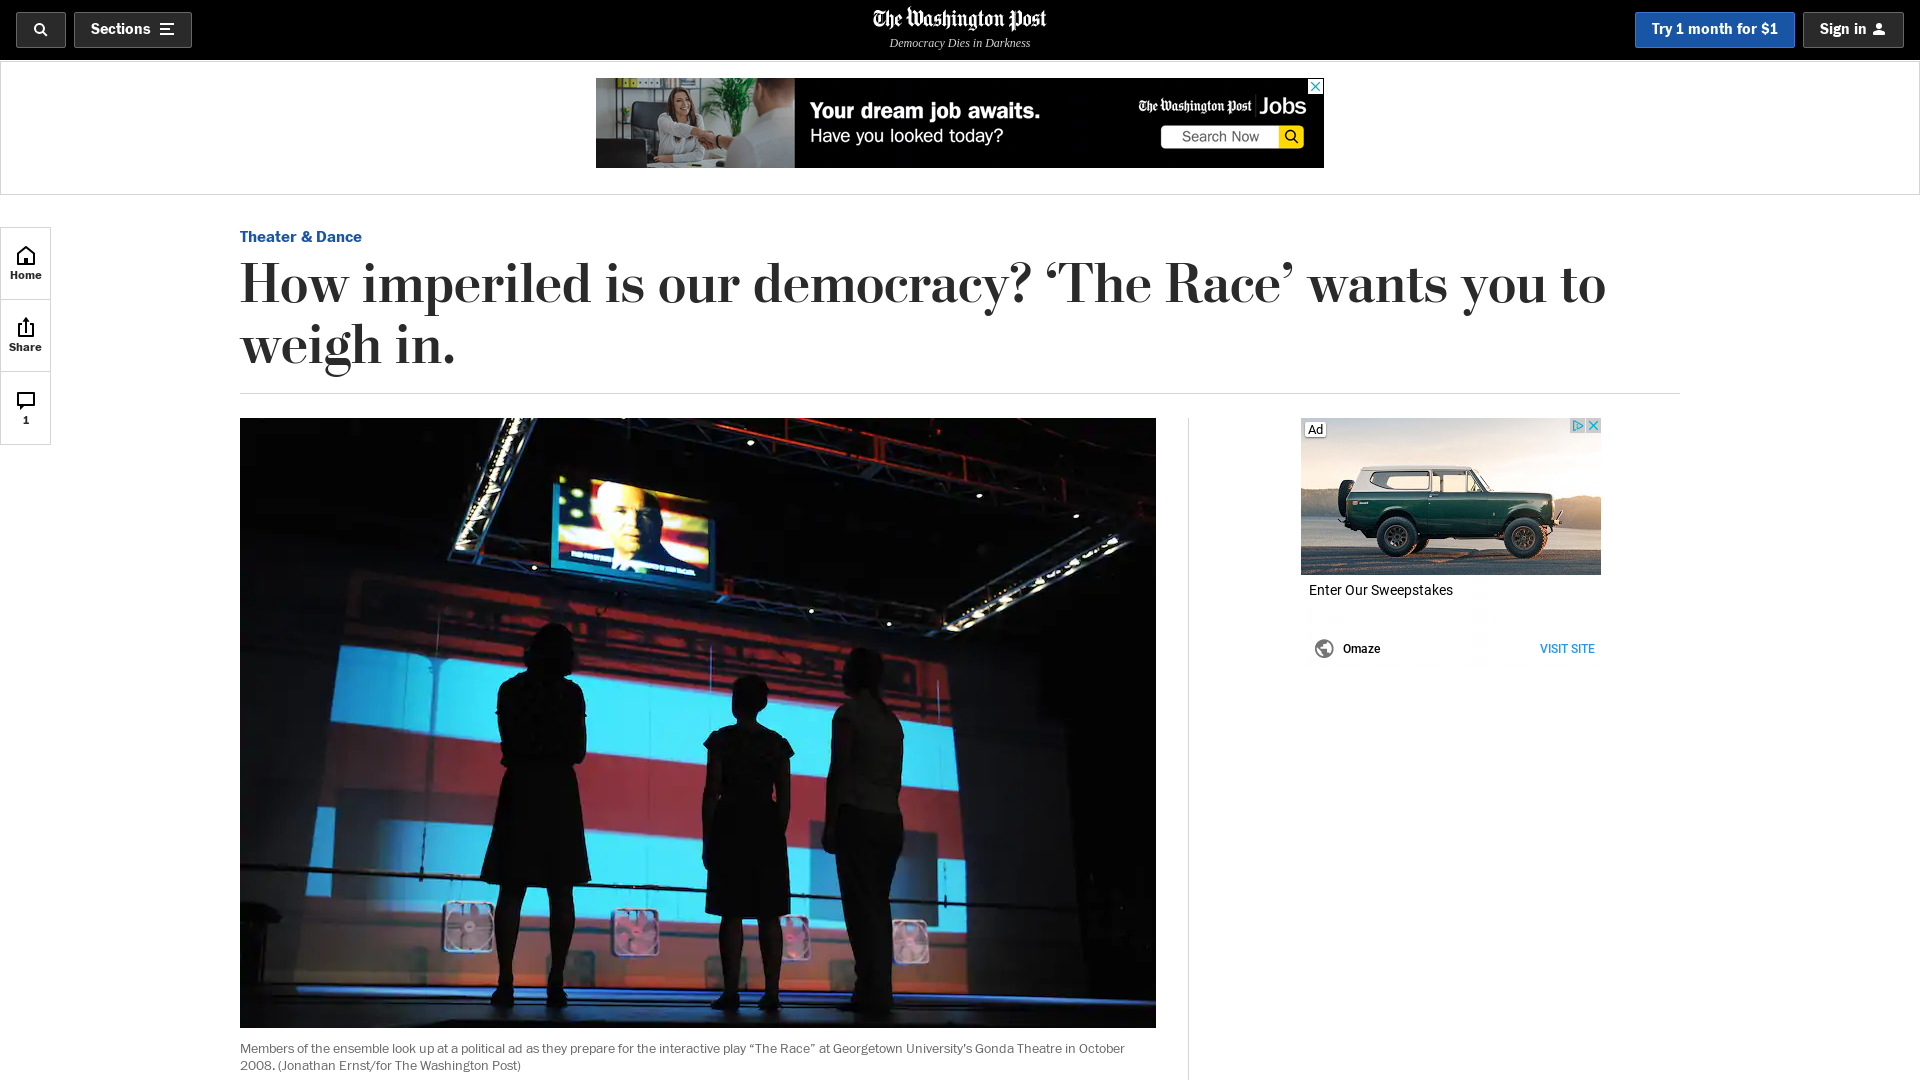 Sections
The Washington Post
Democracy Dies in Darkness
Try 1 month for $1
Sign in
Your dream job awaits.
Have you looked today?
The Washington Post Jobs
Search Now
Home
Share
1
Theater & Dance
How imperiled is our democracy? ‘The Race’ wants you to
weigh in.
Ad
Enter Our Sweepstakes
Omaze
VISIT SITE
Members of the ensemble look up at a political ad as they prepare for the interactive play “The Race” at Georgetown University’s Gonda Theatre in October
2008. (Jonathan Ernst/for The Washington Post)